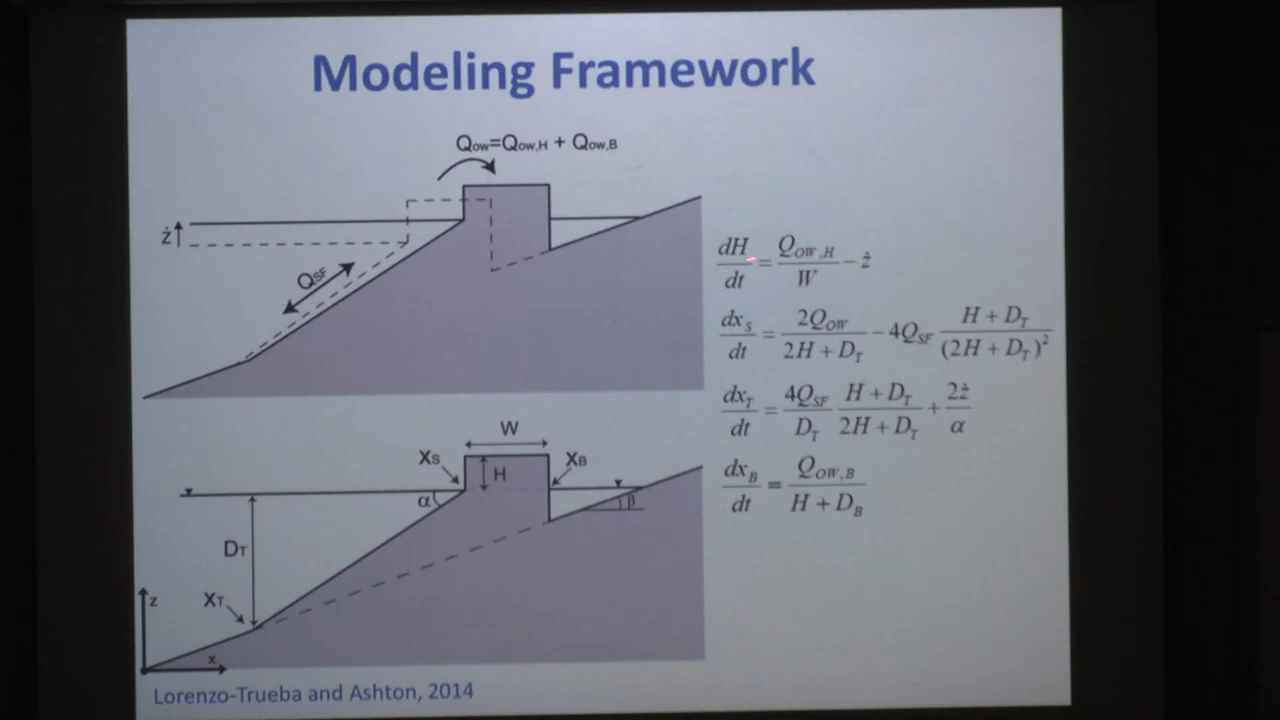 Modeling Framework
Qow=Qow,H + Qow,B
ż
QSF
dH/dt = QOW,H/W − ż
dxS/dt = 2QOW/(2H + DT) − 4QSF (H + DT)/(2H + DT)²
dxT/dt = 4QSF/DT (H + DT)/(2H + DT) + 2ż/α
dxB/dt = QOW,B/(H + DB)
W
XS
XB
H
α
β
DT
XT
z
x
Lorenzo-Trueba and Ashton, 2014